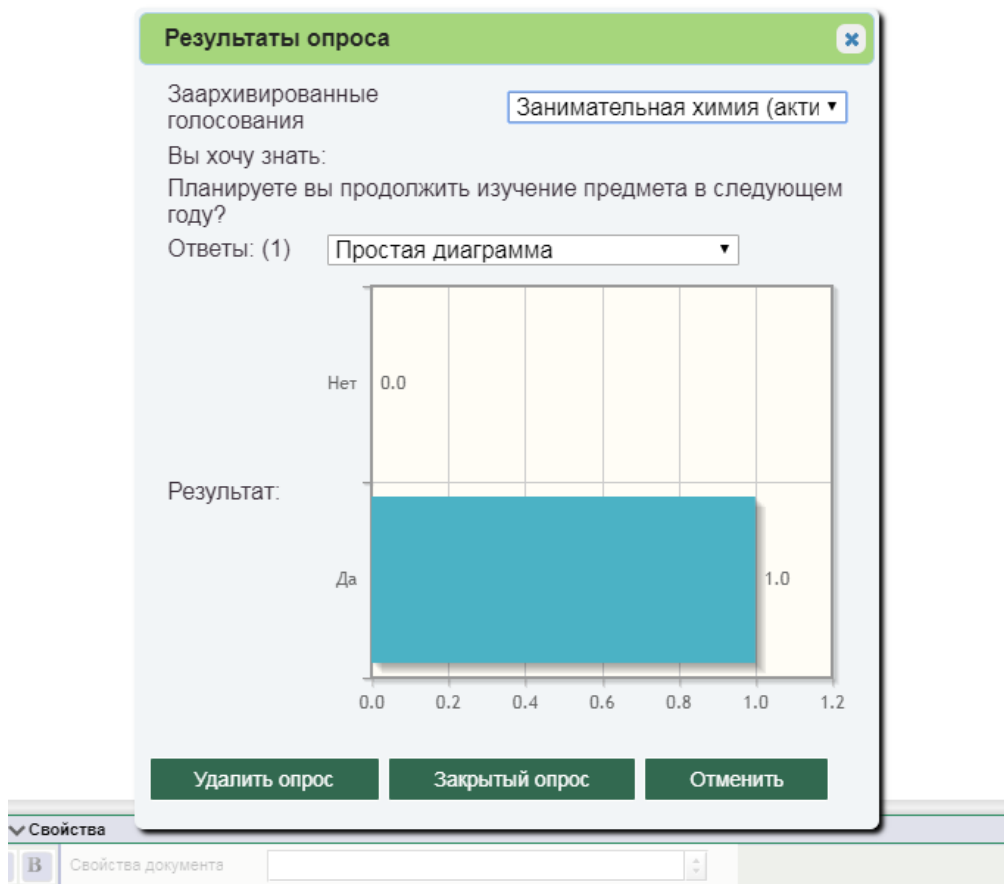 Результаты опроса
Заархивированные
голосования
Занимательная химия (акти
Вы хочу знать:
Планируете вы продолжить изучение предмета в следующем
году?
Ответы: (1)
Простая диаграмма
Нет
0.0
Результат:
Да
1.0
0.0 0.2 0.4 0.6 0.8 1.0 1.2
Удалить опрос Закрытый опрос Отменить
Свойства
B Свойства документа